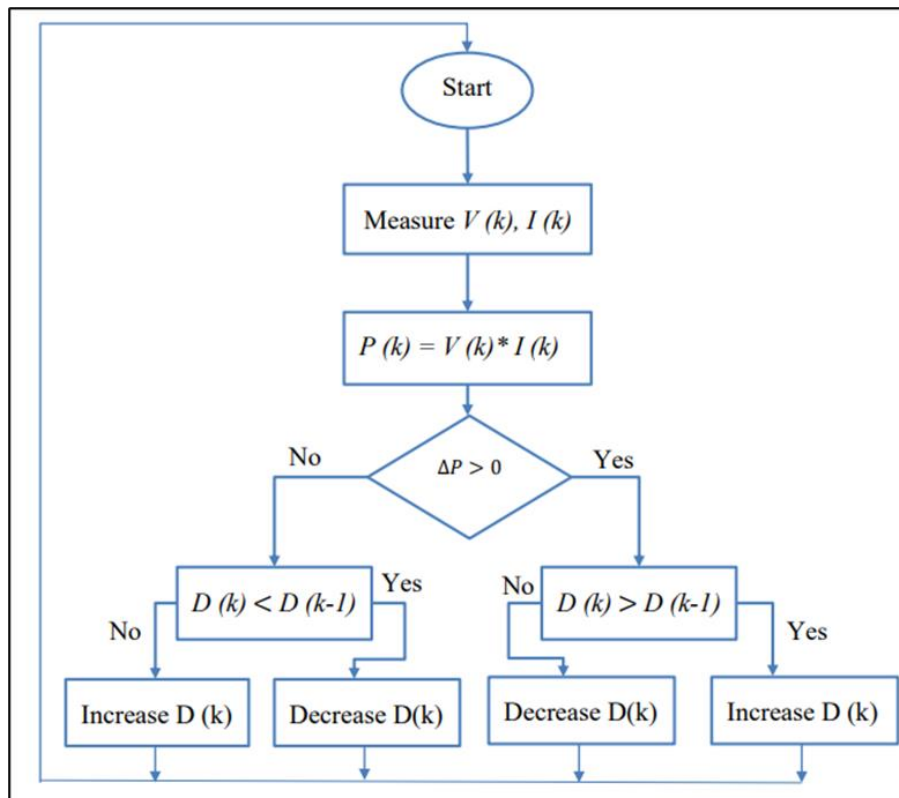 Start
Measure V (k), I (k)
P (k) = V (k)* I (k)
No
ΔP > 0
Yes
D (k) < D (k-1)
Yes
No
D (k) > D (k-1)
No
Yes
Increase D (k)
Decrease D(k)
Decrease D(k)
Increase D (k)